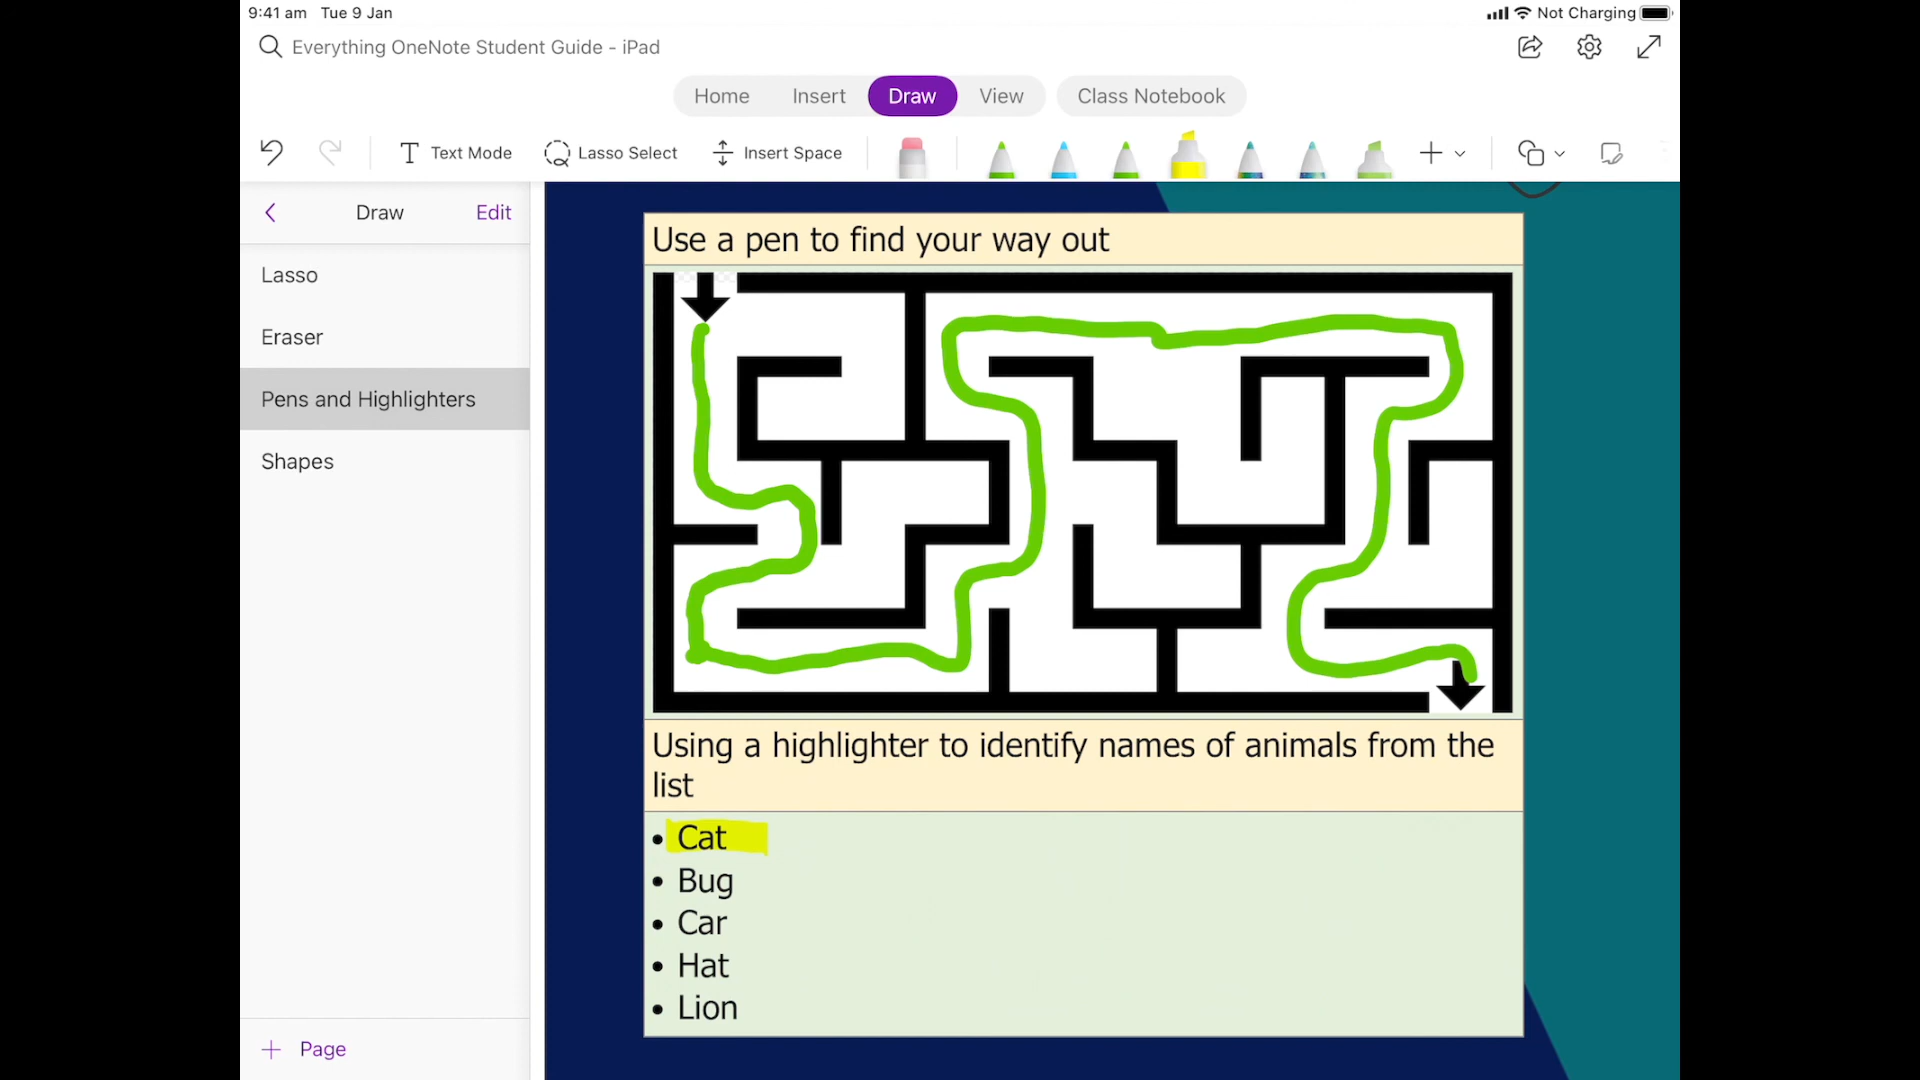 9:41 am Tue 9 Jan Not Charging
Everything OneNote Student Guide - iPad
Home Insert Draw View Class Notebook
Text Mode Lasso Select Insert Space
Draw Edit
Lasso
Eraser
Pens and Highlighters
Shapes
Page
Use a pen to find your way out
Using a highlighter to identify names of animals from the
list
• Cat
• Bug
• Car
• Hat
• Lion